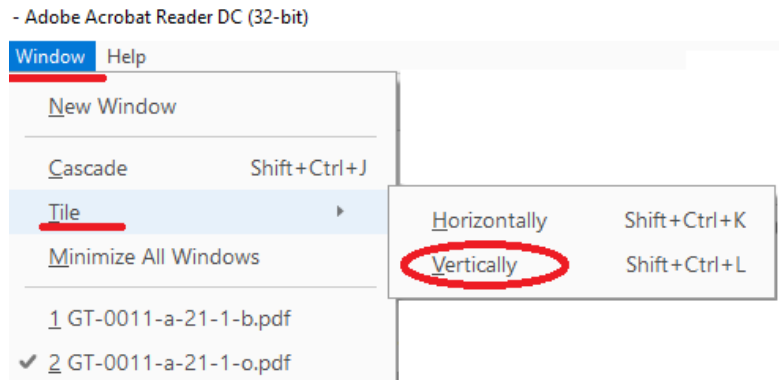 - Adobe Acrobat Reader DC (32-bit)
Window Help
New Window
Cascade Shift+Ctrl+J
Tile
Horizontally Shift+Ctrl+K
Minimize All Windows
Vertically Shift+Ctrl+L
1 GT-0011-a-21-1-b.pdf
2 GT-0011-a-21-1-o.pdf